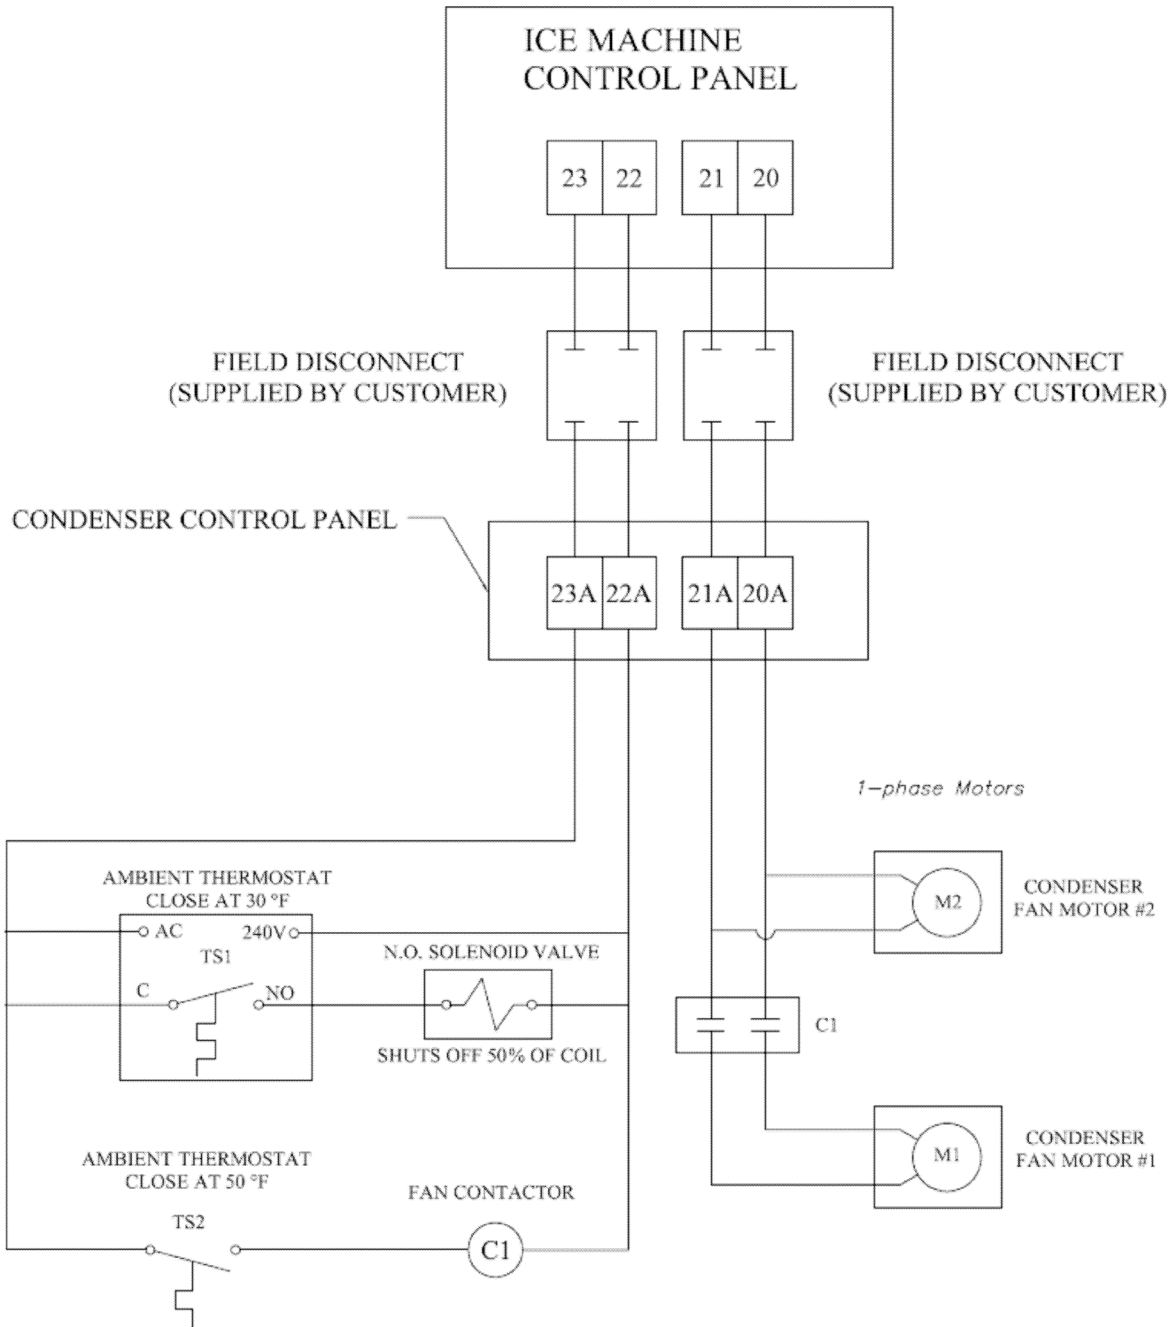 ICE MACHINE
CONTROL PANEL
23 22 21 20
FIELD DISCONNECT
(SUPPLIED BY CUSTOMER)
FIELD DISCONNECT
(SUPPLIED BY CUSTOMER)
CONDENSER CONTROL PANEL
23A 22A 21A 20A
1-phase Motors
AMBIENT THERMOSTAT
CLOSE AT 30 °F
AC 240V
TS1
C NO
N.O. SOLENOID VALVE
SHUTS OFF 50% OF COIL
M2
CONDENSER
FAN MOTOR #2
C1
M1
CONDENSER
FAN MOTOR #1
AMBIENT THERMOSTAT
CLOSE AT 50 °F
TS2
FAN CONTACTOR
C1